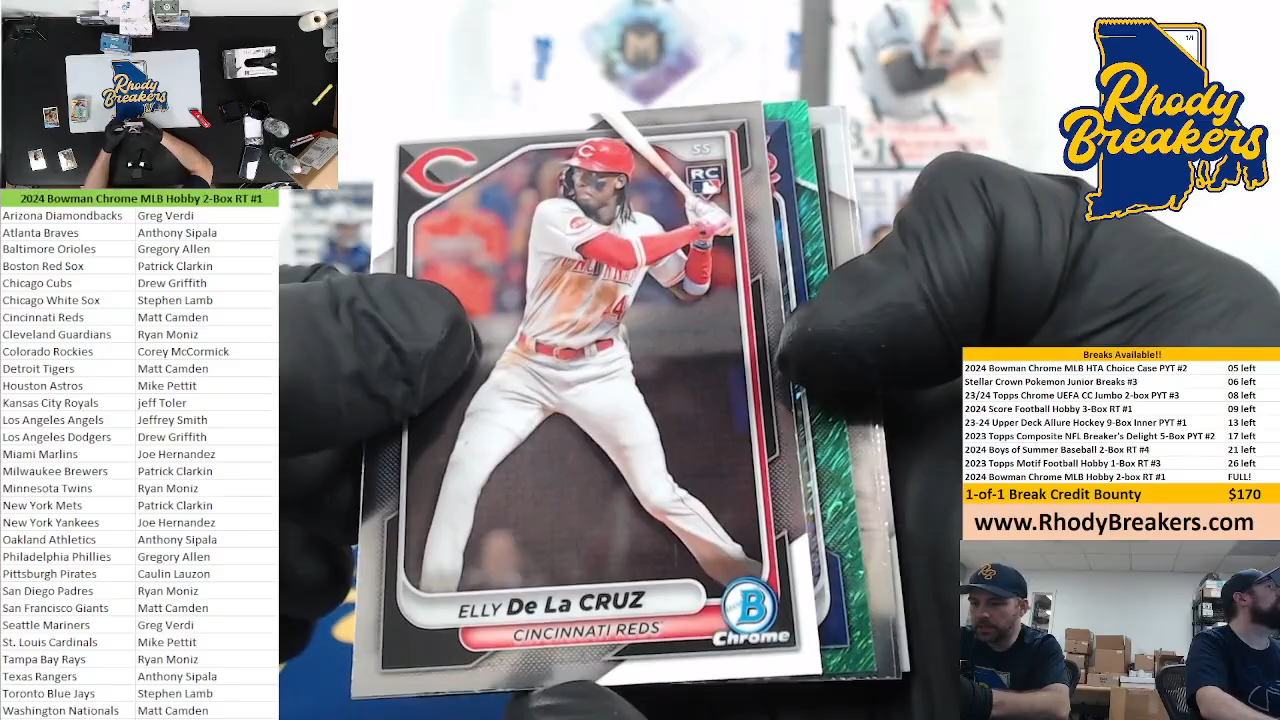 Rhody
Breakers
2024 Bowman Chrome MLB Hobby 2-Box RT #1
Arizona Diamondbacks Greg Verdi
Atlanta Braves Anthony Sipala
Baltimore Orioles Gregory Allen
Boston Red Sox Patrick Clarkin
Chicago Cubs Drew Griffith
Chicago White Sox Stephen Lamb
Cincinnati Reds Matt Camden
Cleveland Guardians Ryan Moniz
Colorado Rockies Corey McCormick
Detroit Tigers Matt Camden
Houston Astros Mike Pettit
Kansas City Royals jeff Toler
Los Angeles Angels Jeffrey Smith
Los Angeles Dodgers Drew Griffith
Miami Marlins Joe Hernandez
Milwaukee Brewers Patrick Clarkin
Minnesota Twins Ryan Moniz
New York Mets Patrick Clarkin
New York Yankees Joe Hernandez
Oakland Athletics Anthony Sipala
Philadelphia Phillies Gregory Allen
Pittsburgh Pirates Caulin Lauzon
San Diego Padres Ryan Moniz
San Francisco Giants Matt Camden
Seattle Mariners Greg Verdi
St. Louis Cardinals Mike Pettit
Tampa Bay Rays Ryan Moniz
Texas Rangers Anthony Sipala
Toronto Blue Jays Stephen Lamb
Washington Nationals Matt Camden
C
SS
RC
4
ELLY De La CRUZ
CINCINNATI REDS
B
Chrome
1/1
Rhody
Breakers
Breaks Available!!
2024 Bowman Chrome MLB HTA Choice Case PYT #2 05 left
Stellar Crown Pokemon Junior Breaks #3 06 left
23/24 Topps Chrome UEFA CC Jumbo 2-box PYT #3 08 left
2024 Score Football Hobby 3-Box RT #1 09 left
23-24 Upper Deck Allure Hockey 9-Box Inner PYT #1 13 left
2023 Topps Composite NFL Breaker's Delight 5-Box PYT #2 17 left
2024 Boys of Summer Baseball 2-Box RT #4 21 left
2023 Topps Motif Football Hobby 1-Box RT #3 26 left
2024 Bowman Chrome MLB Hobby 2-box RT #1 FULL!
1-of-1 Break Credit Bounty $170
www.RhodyBreakers.com
RB